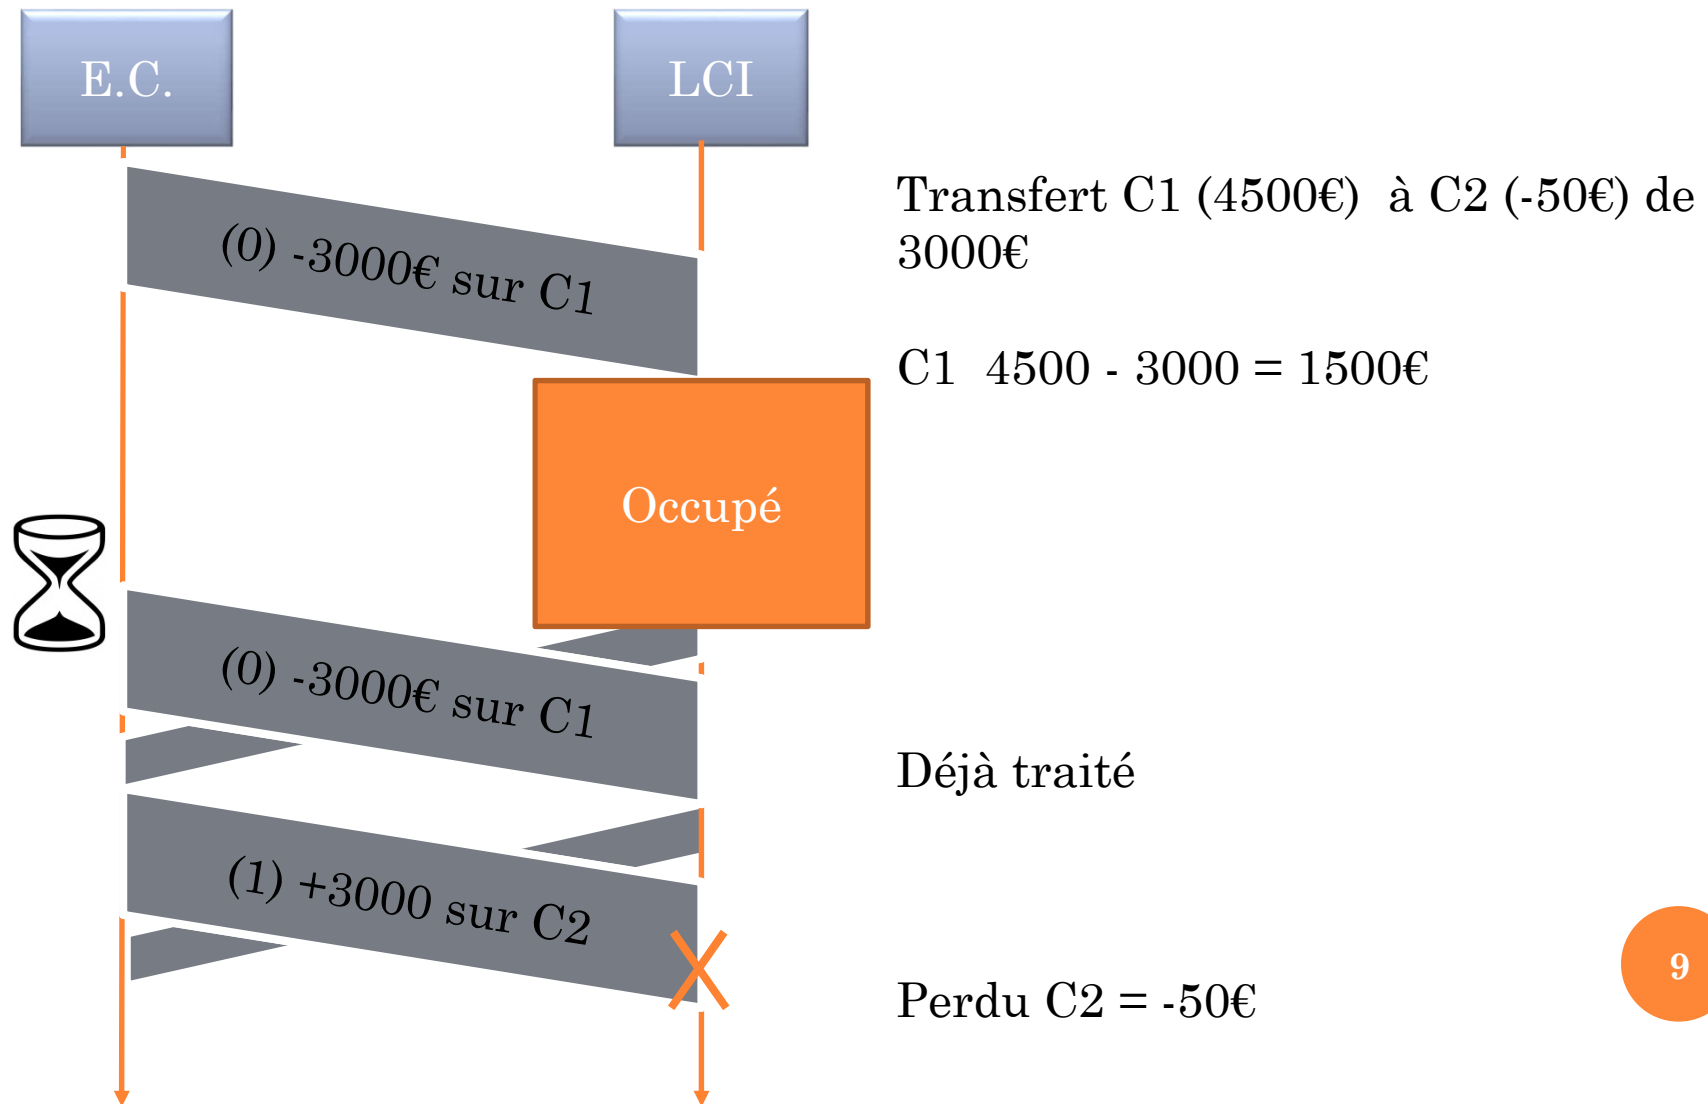 E.C.
LCI
Transfert C1 (4500€) à C2 (-50€) de
3000€
(0) -3000€ sur C1
C1 4500 - 3000 = 1500€
Occupé
(0) -3000€ sur C1
Déjà traité
(1) +3000 sur C2
Perdu C2 = -50€
9